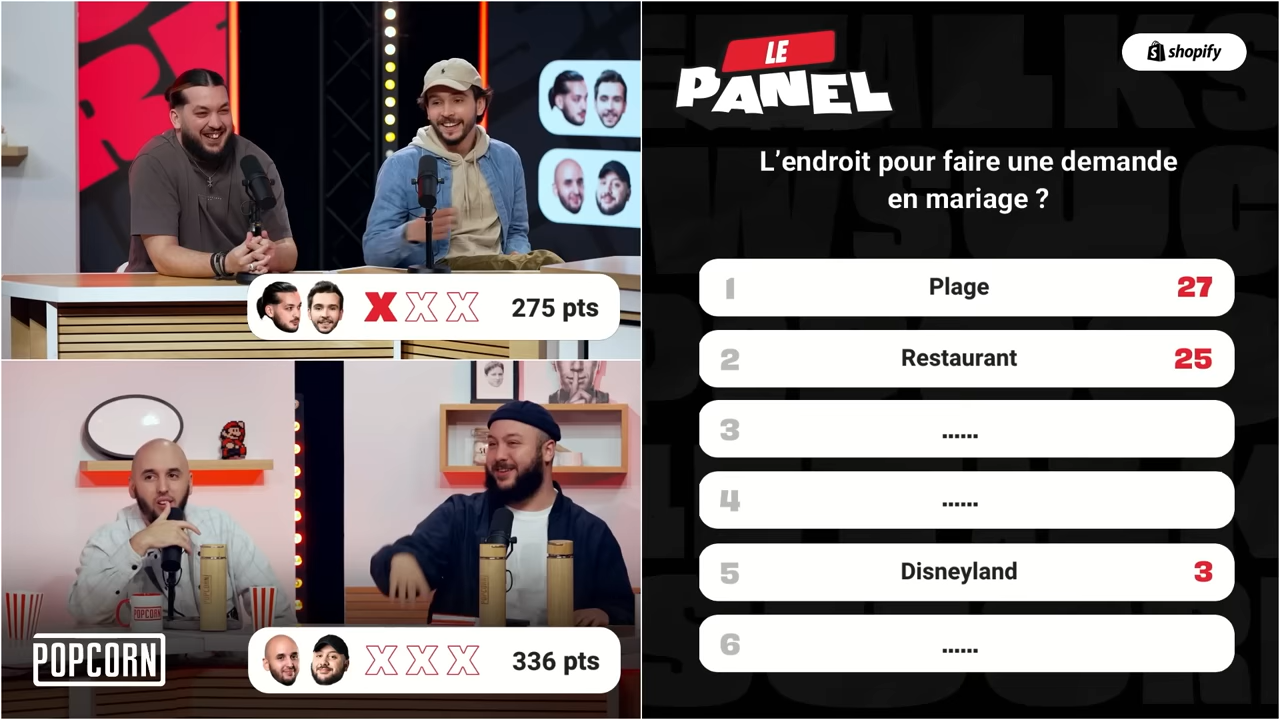 275 pts
POPCORN
POPCORN
336 pts
LE
PANEL
shopify
L'endroit pour faire une demande
en mariage ?
1 Plage 27
2 Restaurant 25
3 ......
4 ......
5 Disneyland 3
6 ......